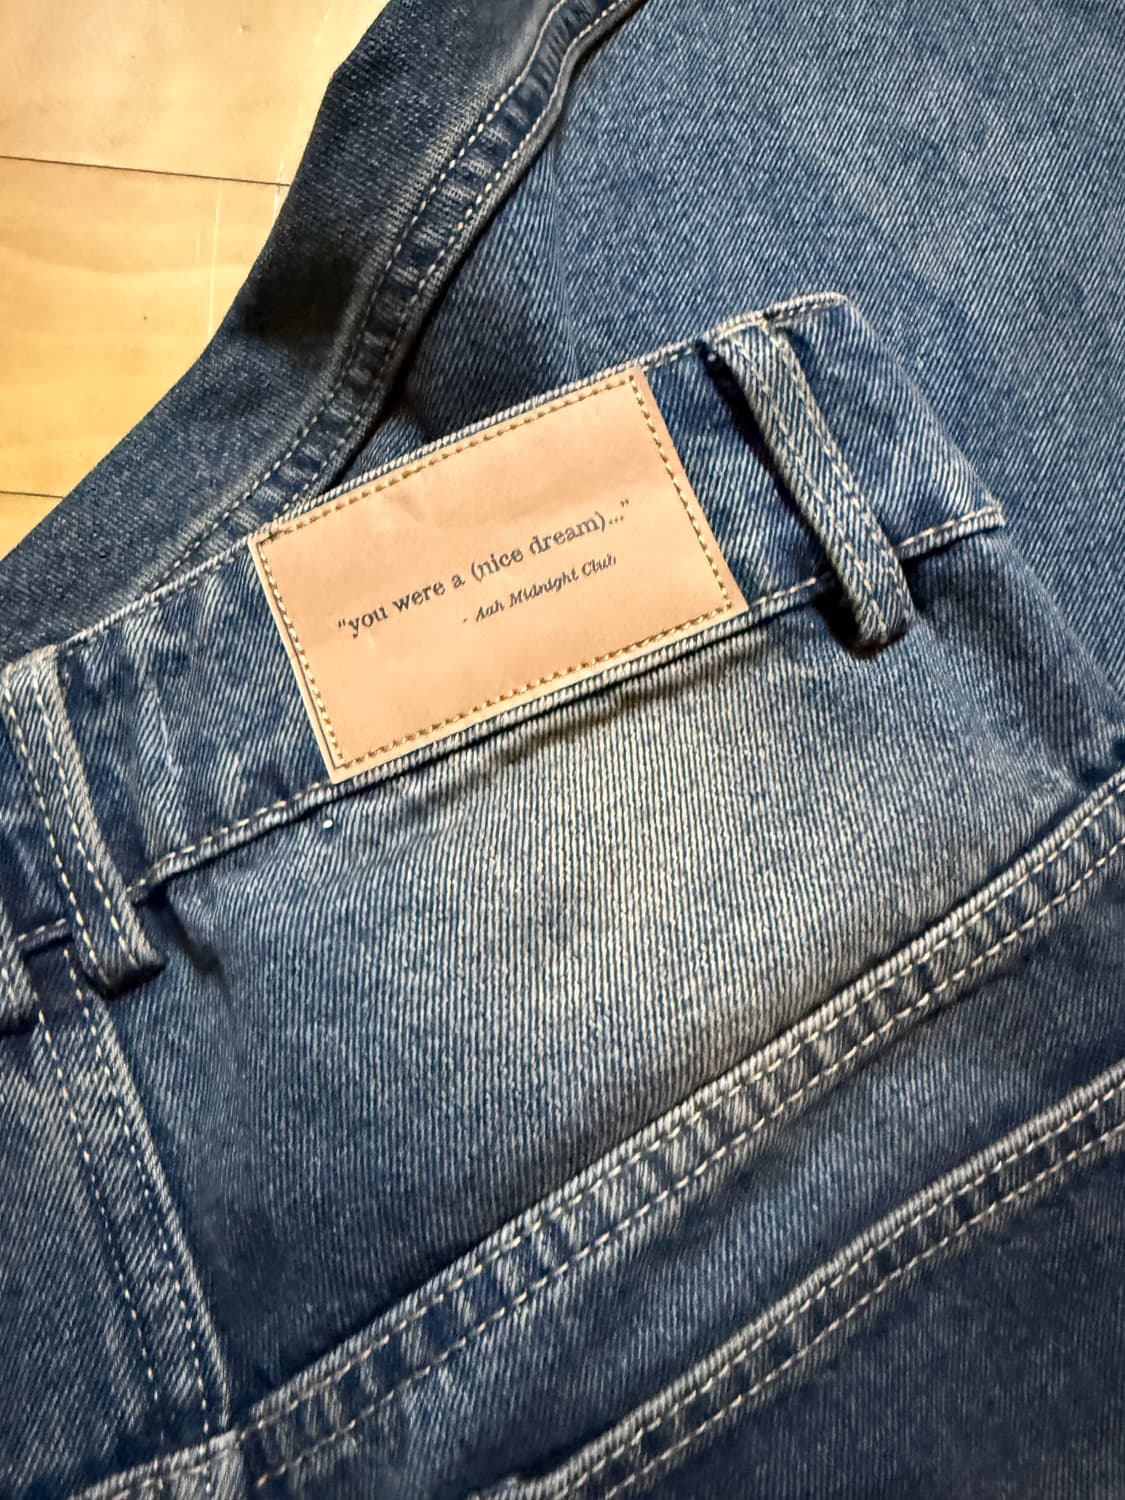 “you were a (nice dream)...”
- Aah Midnight Club